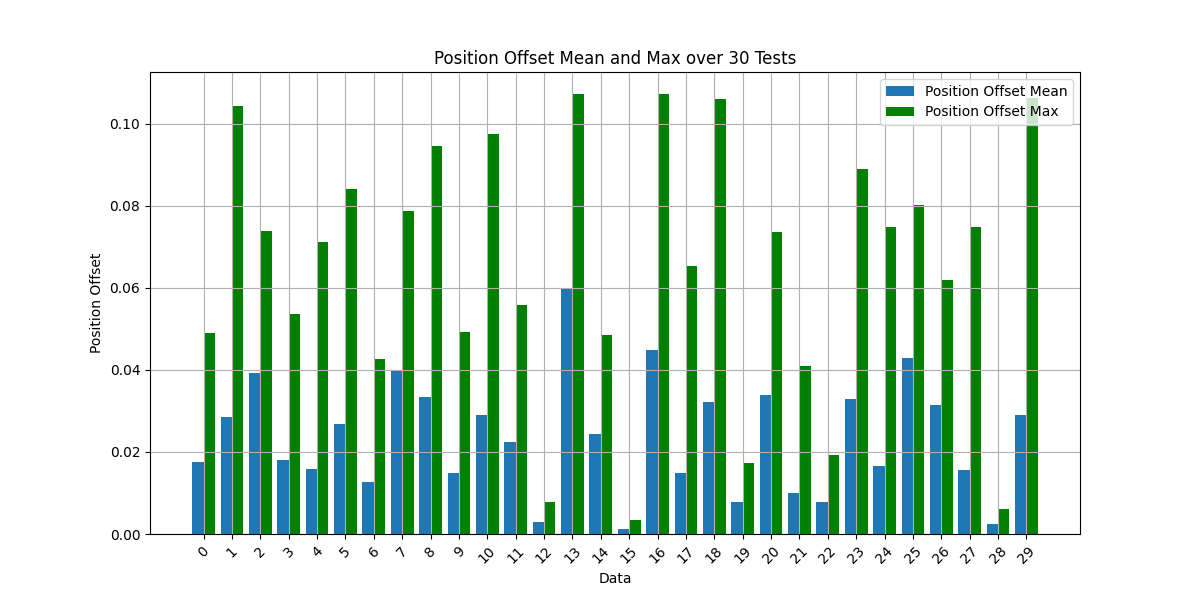 Position Offset Mean and Max over 30 Tests
Position Offset Mean
Position Offset Max
0.10
0.08
0.06
0.04
0.02
0.00
Position Offset
0 1 2 3 4 5 6 7 8 9 10 11 12 13 14 15 16 17 18 19 20 21 22 23 24 25 26 27 28 29
Data